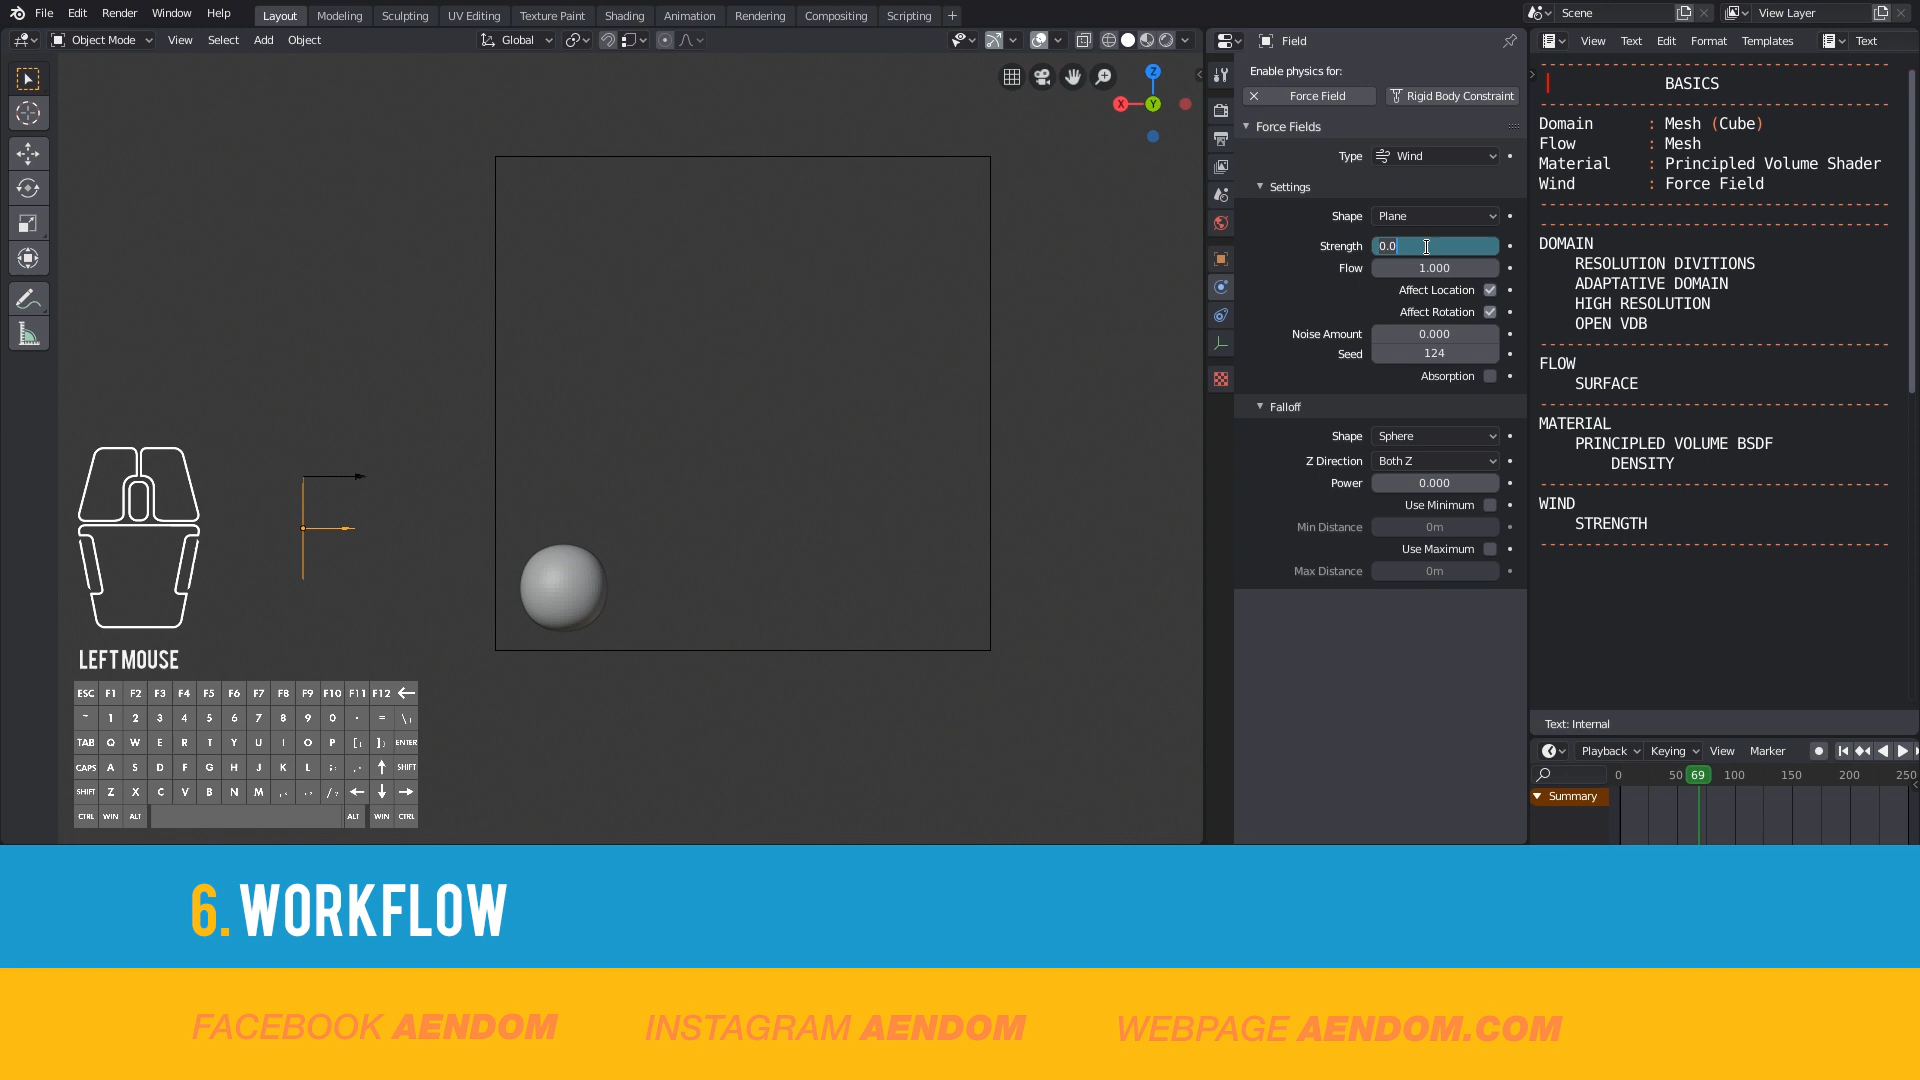 File Edit Render Window Help Layout Modeling Sculpting UV Editing Texture Paint Shading Animation Rendering Compositing Scripting + Scene View Layer
Object Mode View Select Add Object Global Field View Text Edit Format Templates Text
Z
X
Y
Enable physics for:
Force Field Rigid Body Constraint
Force Fields
Type Wind
Settings
Shape Plane
Strength 0.0
Flow 1.000
Affect Location
Affect Rotation
Noise Amount 0.000
Seed 124
Absorption
Falloff
Shape Sphere
Z Direction Both Z
Power 0.000
Use Minimum
Min Distance 0m
Use Maximum
Max Distance 0m
--------------------------------------
BASICS
--------------------------------------
Domain : Mesh (Cube)
Flow : Mesh
Material : Principled Volume Shader
Wind : Force Field
--------------------------------------
--------------------------------------
DOMAIN
RESOLUTION DIVITIONS
ADAPTATIVE DOMAIN
HIGH RESOLUTION
OPEN VDB
--------------------------------------
FLOW
SURFACE
--------------------------------------
MATERIAL
PRINCIPLED VOLUME BSDF
DENSITY
--------------------------------------
WIND
STRENGTH
--------------------------------------
Text: Internal
Playback Keying View Marker
0 50 69 100 150 200 250
Summary
LEFT MOUSE
ESC F1 F2 F3 F4 F5 F6 F7 F8 F9 F10 F11 F12
~ 1 2 3 4 5 6 7 8 9 0 - = \|
TAB Q W E R T Y U I O P [{ ]} ENTER
CAPS A S D F G H J K L ;: SHIFT
SHIFT Z X C V B N M ,< .> /?
CTRL WIN ALT ALT WIN CTRL
6. WORKFLOW
FACEBOOK AENDOM INSTAGRAM AENDOM WEBPAGE AENDOM.COM